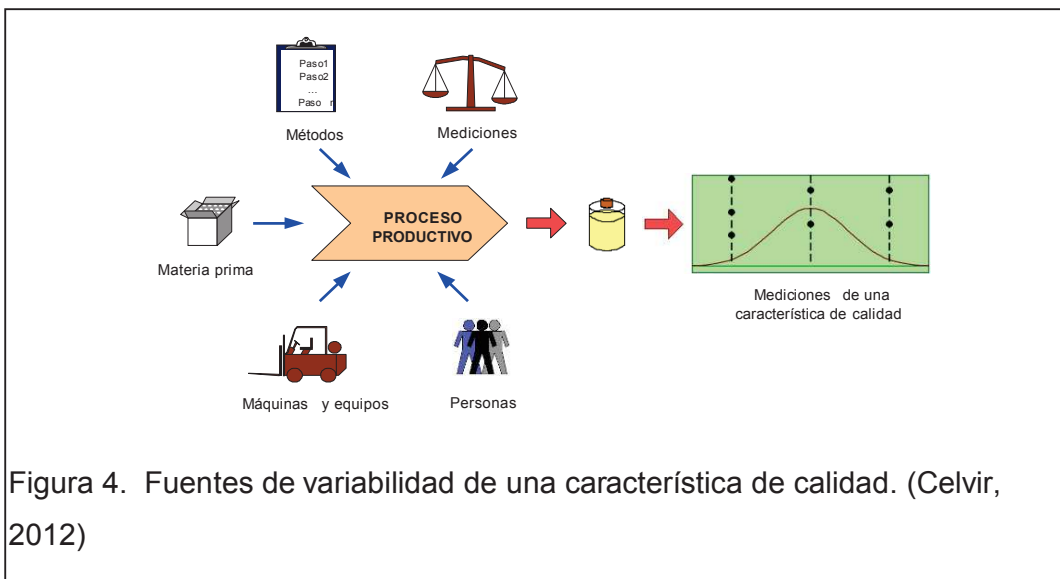 Paso1
Paso2
...
Paso n
Métodos
Mediciones
PROCESO
PRODUCTIVO
Materia prima
Mediciones de una
característica de calidad
Máquinas y equipos
Personas
Figura 4. Fuentes de variabilidad de una característica de calidad. (Celvir,
2012)